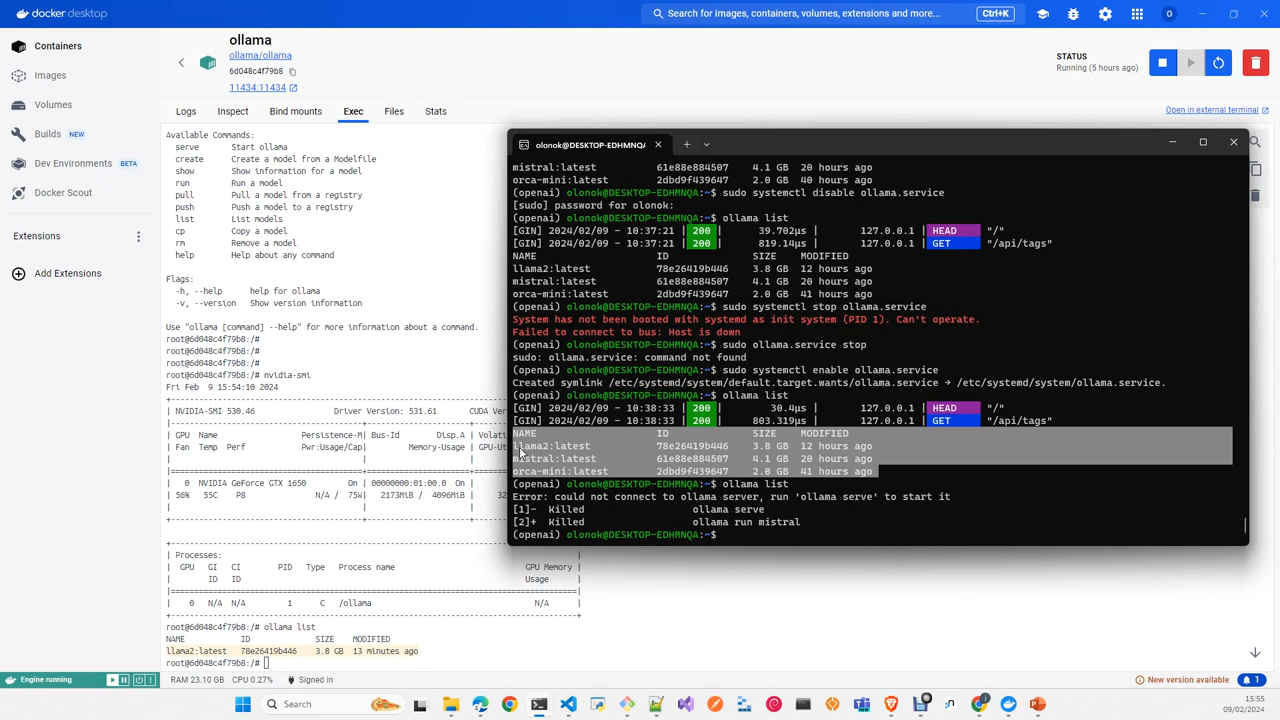 docker desktop
Search for images, containers, volumes, extensions and more...
Ctrl+K
O
Containers
Images
Volumes
Builds NEW
Dev Environments BETA
Docker Scout
Extensions
Add Extensions
ollama
ollama/ollama
6d048c4f79b8
11434:11434
STATUS
Running (5 hours ago)
Logs Inspect Bind mounts Exec Files Stats
Open in external terminal
Available Commands:
serve Start ollama
create Create a model from a Modelfile
show Show information for a model
run Run a model
pull Pull a model from a registry
push Push a model to a registry
list List models
cp Copy a model
rm Remove a model
help Help about any command
Flags:
-h, --help help for ollama
-v, --version Show version information
Use "ollama [command] --help" for more information about a command.
root@6d048c4f79b8:/#
root@6d048c4f79b8:/#
root@6d048c4f79b8:/#
root@6d048c4f79b8:/# nvidia-smi
Fri Feb 9 15:54:10 2024
| NVIDIA-SMI 530.46 Driver Version: 531.61 CUDA Ver
| GPU Name Persistence-M| Bus-Id Disp.A | Volati
| Fan Temp Perf Pwr:Usage/Cap| Memory-Usage | GPU-Ut
| 0 NVIDIA GeForce GTX 1650 On | 00000000:01:00.0 On |
| 56% 55C P8 N/A / 75W| 2173MiB / 4096MiB | 32
| Processes:
| GPU GI CI PID Type Process name GPU Memory
| ID ID Usage
| 0 N/A N/A 1 C /ollama N/A |
root@6d048c4f79b8:/# ollama list
NAME ID SIZE MODIFIED
llama2:latest 78e26419b446 3.8 GB 13 minutes ago
root@6d048c4f79b8:/#
olonok@DESKTOP-EDHMNQA:
mistral:latest 61e88e884507 4.1 GB 20 hours ago
orca-mini:latest 2dbd9f439647 2.0 GB 40 hours ago
(openai) olonok@DESKTOP-EDHMNQA:~$ sudo systemctl disable ollama.service
[sudo] password for olonok:
(openai) olonok@DESKTOP-EDHMNQA:~$ ollama list
[GIN] 2024/02/09 - 10:37:21 | 200 | 39.702µs | 127.0.0.1 | HEAD "/"
[GIN] 2024/02/09 - 10:37:21 | 200 | 819.14µs | 127.0.0.1 | GET "/api/tags"
NAME ID SIZE MODIFIED
llama2:latest 78e26419b446 3.8 GB 12 hours ago
mistral:latest 61e88e884507 4.1 GB 20 hours ago
orca-mini:latest 2dbd9f439647 2.0 GB 41 hours ago
(openai) olonok@DESKTOP-EDHMNQA:~$ sudo systemctl stop ollama.service
System has not been booted with systemd as init system (PID 1). Can't operate.
Failed to connect to bus: Host is down
(openai) olonok@DESKTOP-EDHMNQA:~$ sudo ollama.service stop
sudo: ollama.service: command not found
(openai) olonok@DESKTOP-EDHMNQA:~$ sudo systemctl enable ollama.service
Created symlink /etc/systemd/system/default.target.wants/ollama.service → /etc/systemd/system/ollama.service.
(openai) olonok@DESKTOP-EDHMNQA:~$ ollama list
[GIN] 2024/02/09 - 10:38:33 | 200 | 30.4µs | 127.0.0.1 | HEAD "/"
[GIN] 2024/02/09 - 10:38:33 | 200 | 803.319µs | 127.0.0.1 | GET "/api/tags"
NAME ID SIZE MODIFIED
llama2:latest 78e26419b446 3.8 GB 12 hours ago
mistral:latest 61e88e884507 4.1 GB 20 hours ago
orca-mini:latest 2dbd9f439647 2.0 GB 41 hours ago
(openai) olonok@DESKTOP-EDHMNQA:~$ ollama list
Error: could not connect to ollama server, run 'ollama serve' to start it
[1]- Killed ollama serve
[2]+ Killed ollama run mistral
(openai) olonok@DESKTOP-EDHMNQA:~$
Engine running
RAM 23.10 GB CPU 0.27% Signed in
New version available
1
Search
15:55
09/02/2024